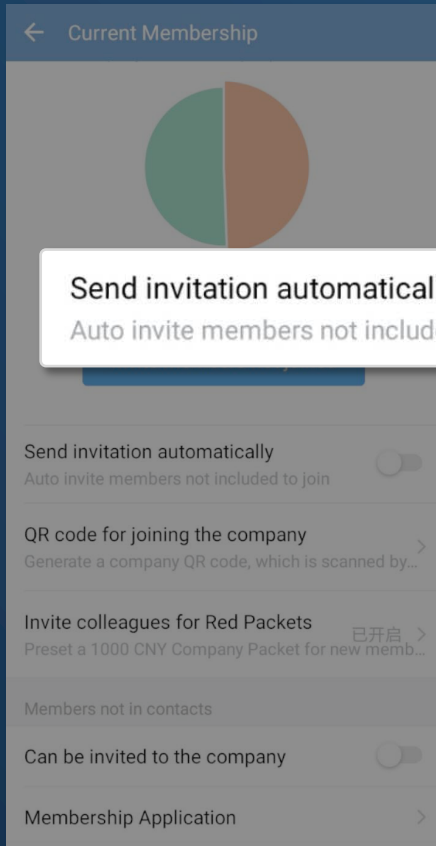 Current Membership
Send invitation automatical
Auto invite members not includ
Send invitation automatically
Auto invite members not included to join
QR code for joining the company
Generate a company QR code, which is scanned by...
Invite colleagues for Red Packets
已开启
Preset a 1000 CNY Company Packet for new memb...
Members not in contacts
Can be invited to the company
Membership Application